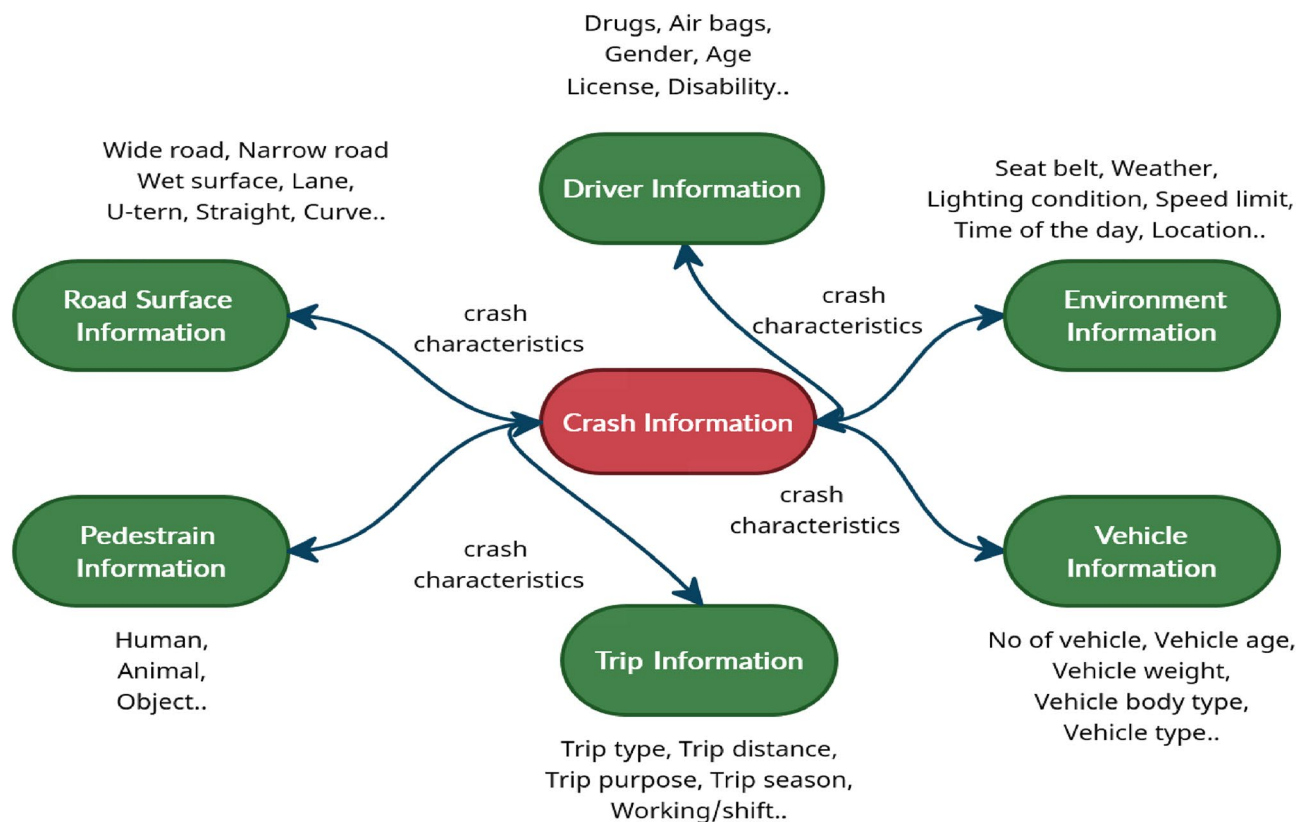 Drugs, Air bags,
Gender, Age
License, Disability..
Driver Information
Wide road, Narrow road
Wet surface, Lane,
U-tern, Straight, Curve..
Road Surface
Information
Seat belt, Weather,
Lighting condition, Speed limit,
Time of the day, Location..
Environment
Information
crash
characteristics
crash
characteristics
Crash Information
crash
characteristics
crash
characteristics
Pedestrain
Information
Human,
Animal,
Object..
Trip Information
Trip type, Trip distance,
Trip purpose, Trip season,
Working/shift..
Vehicle
Information
No of vehicle, Vehicle age,
Vehicle weight,
Vehicle body type,
Vehicle type..